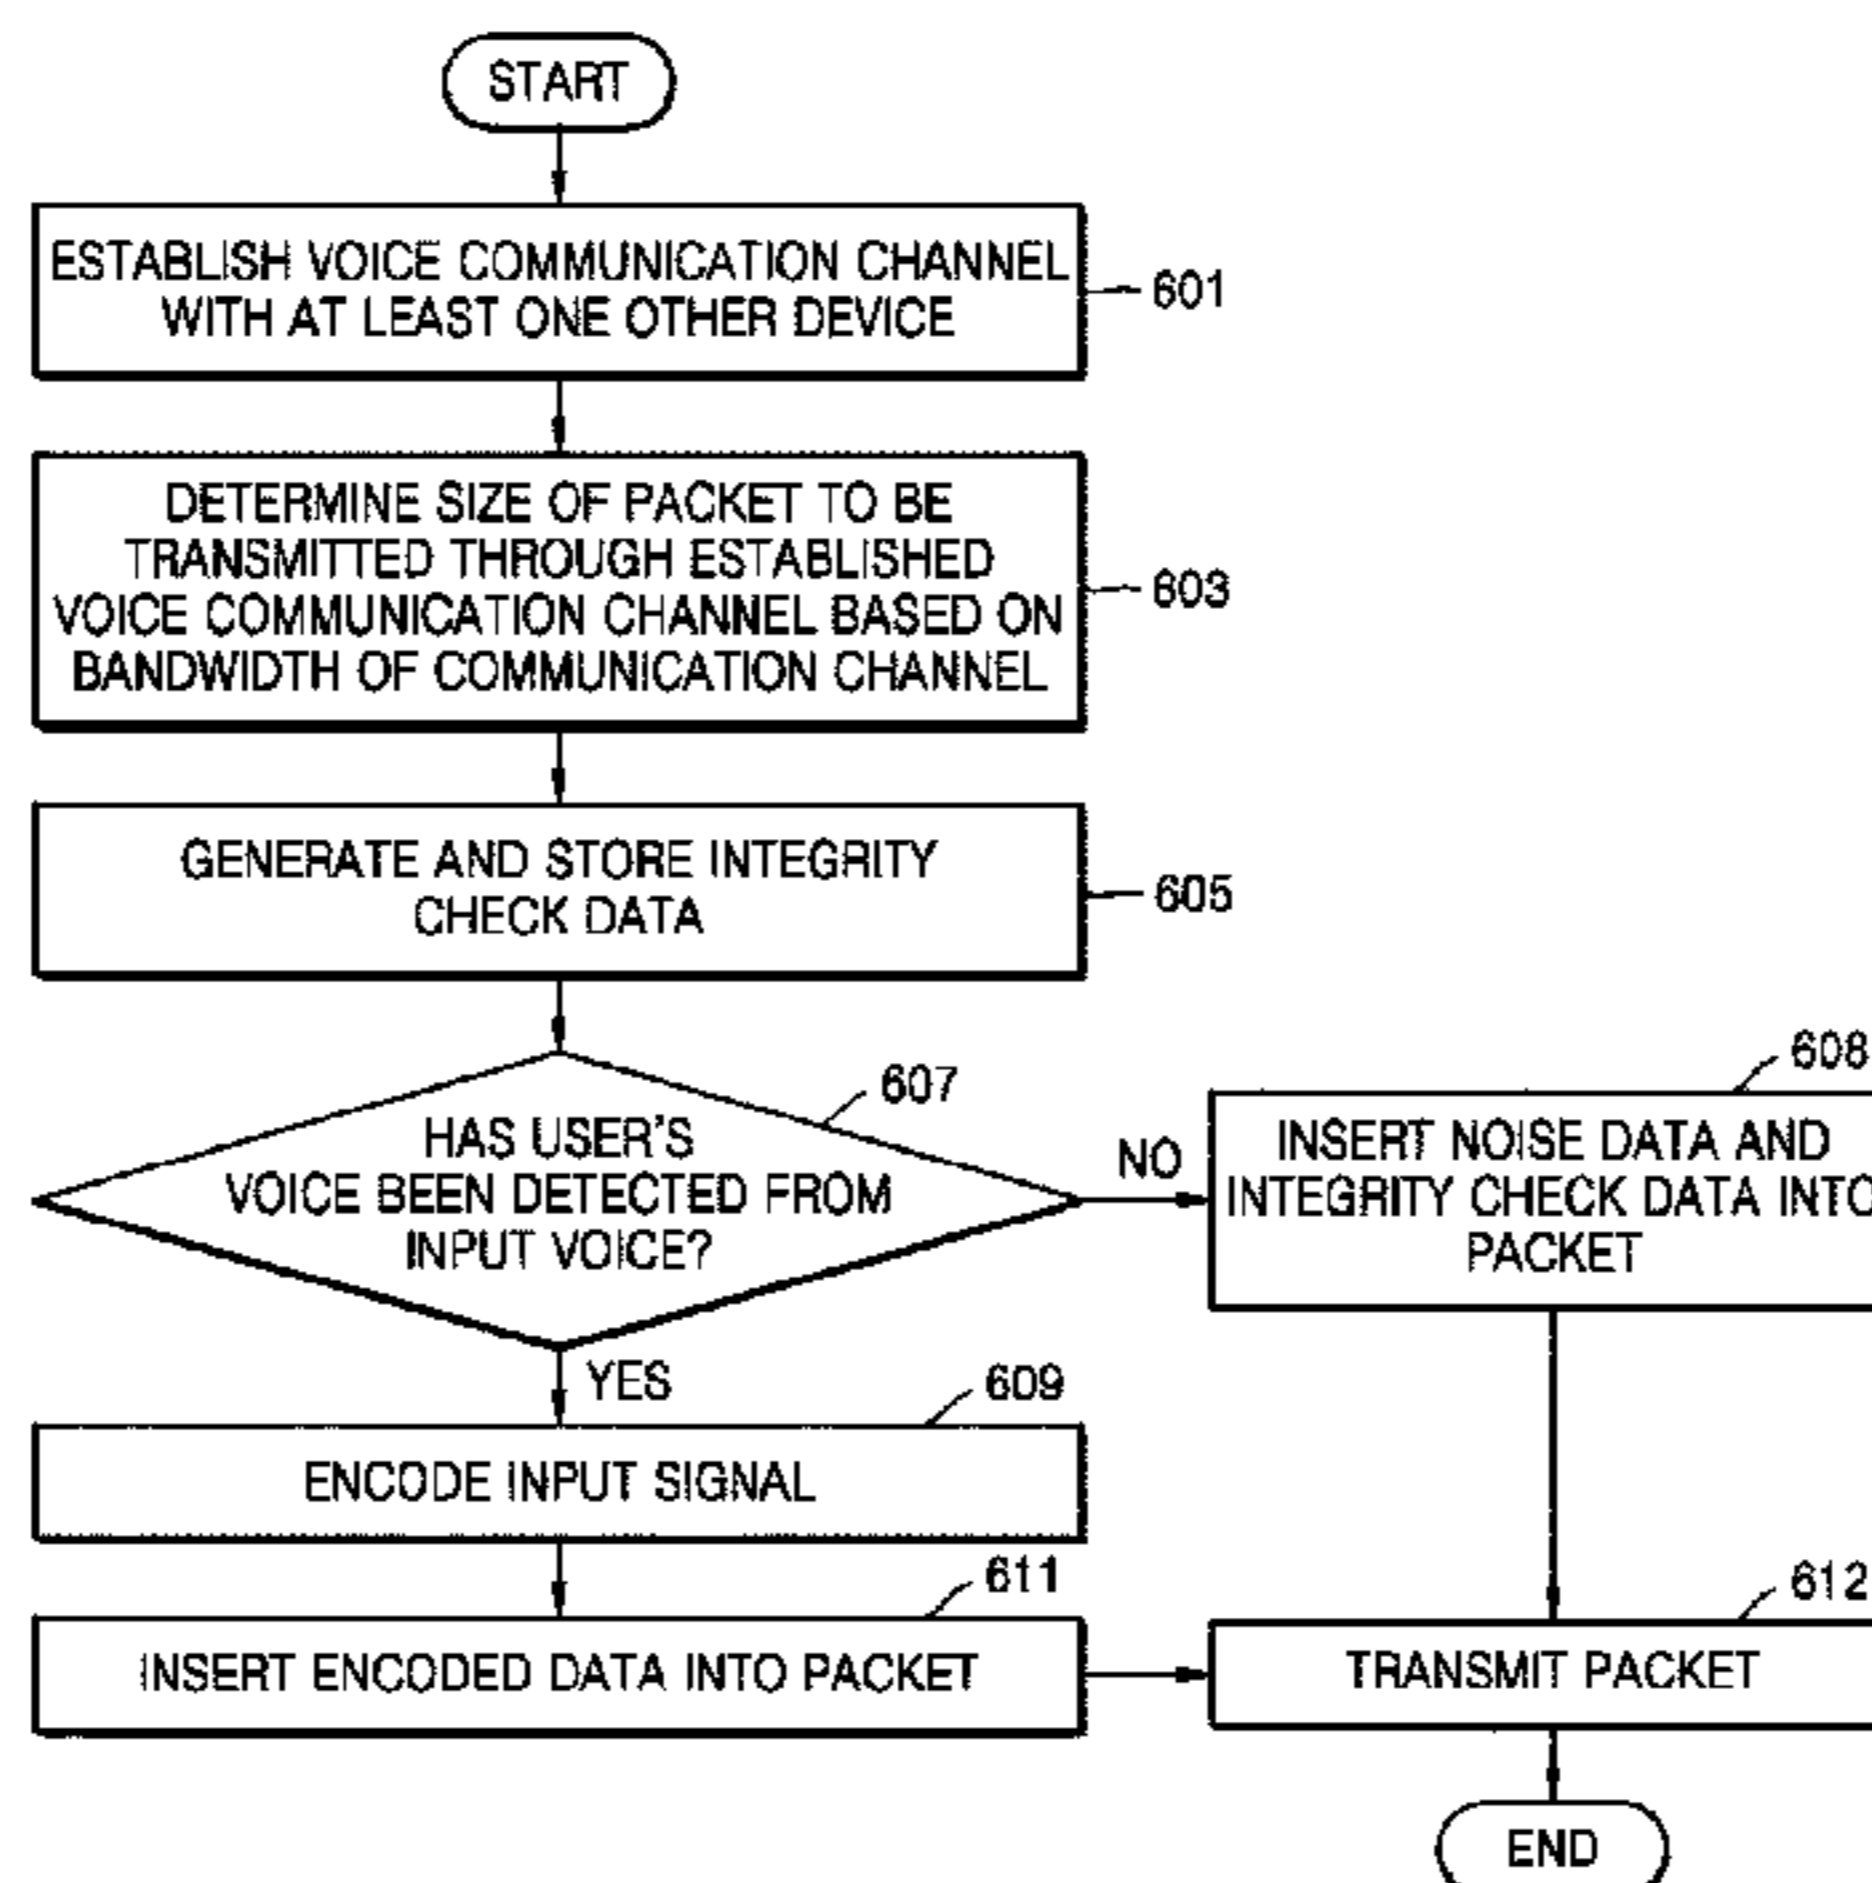 START
ESTABLISH VOICE COMMUNICATION CHANNEL
WITH AT LEAST ONE OTHER DEVICE
601
DETERMINE SIZE OF PACKET TO BE
TRANSMITTED THROUGH ESTABLISHED
VOICE COMMUNICATION CHANNEL BASED ON
BANDWIDTH OF COMMUNICATION CHANNEL
603
GENERATE AND STORE INTEGRITY
CHECK DATA
605
607
HAS USER'S
VOICE BEEN DETECTED FROM
INPUT VOICE?
NO
608
INSERT NOISE DATA AND
INTEGRITY CHECK DATA INTO
PACKET
YES
609
ENCODE INPUT SIGNAL
611
INSERT ENCODED DATA INTO PACKET
612
TRANSMIT PACKET
END